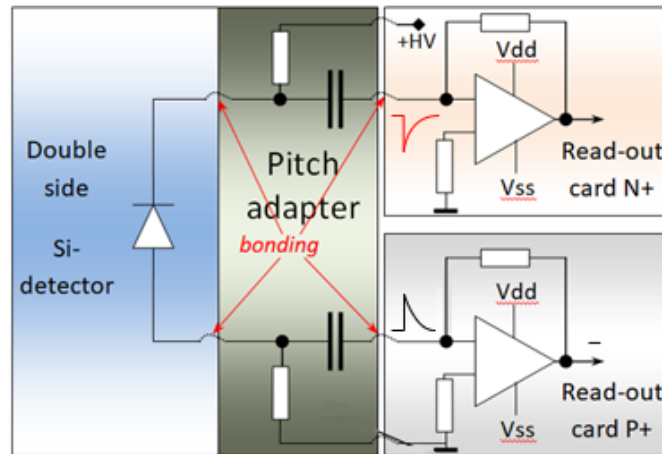 Double
side
Si-
detector
+HV
Pitch
adapter
bonding
Vdd
Vss
Read-out
card N+
Vdd
Vss
–
Read-out
card P+